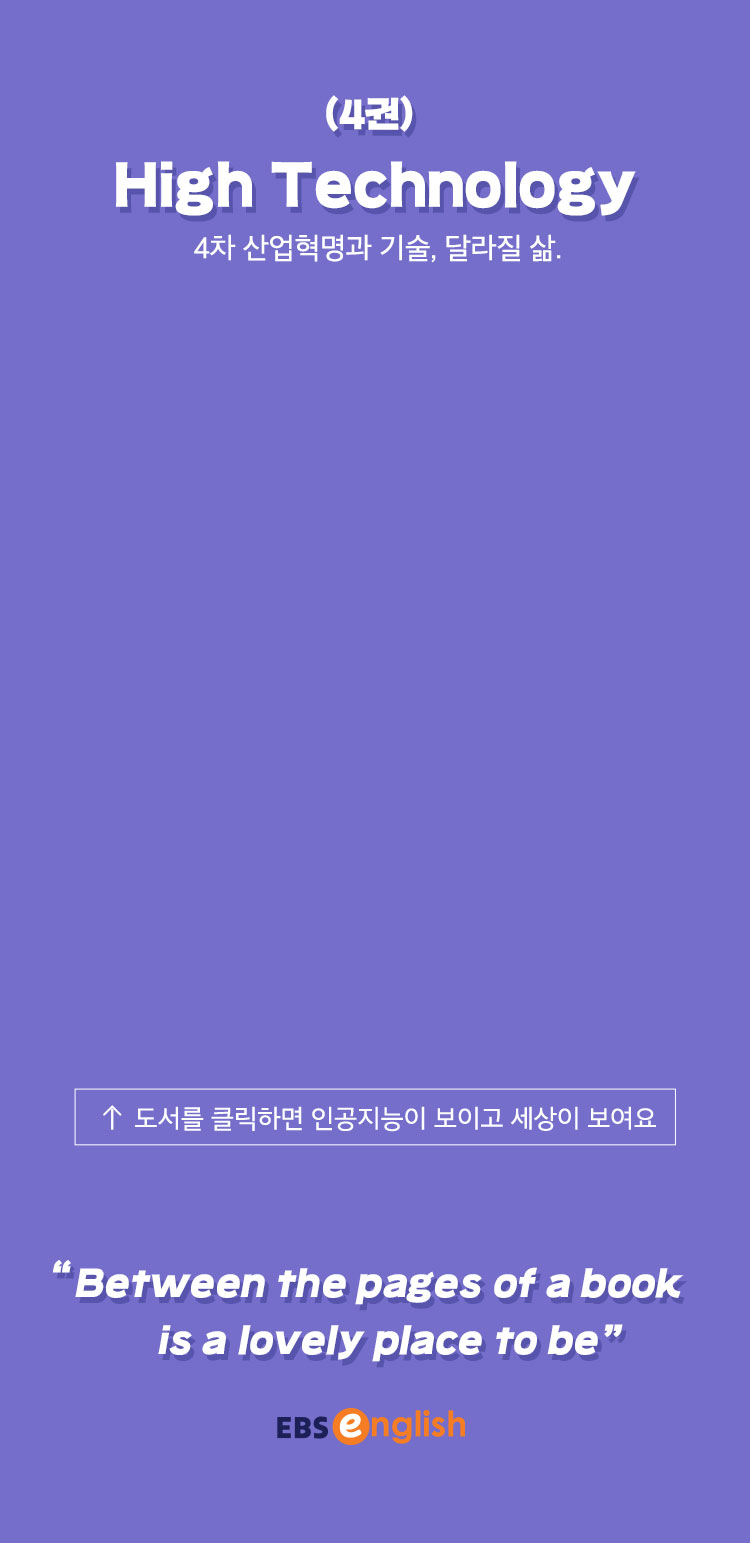 (4권)
High Technology
4차 산업혁명과 기술, 달라질 삶.
↑ 도서를 클릭하면 인공지능이 보이고 세상이 보여요
“Between the pages of a book
is a lovely place to be”
EBS english